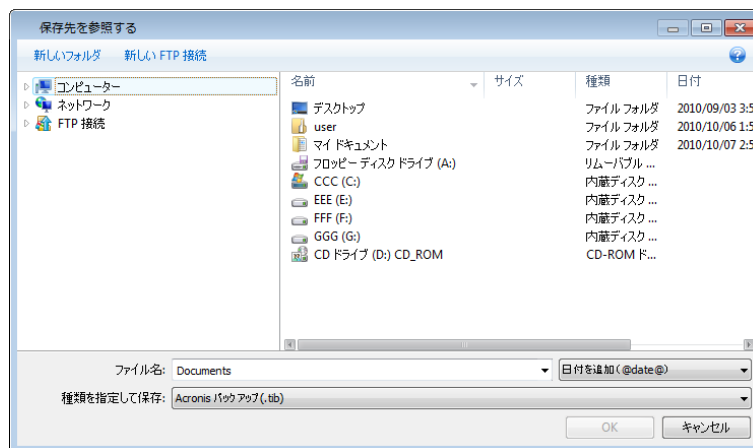 保存先を参照する
新しいフォルダ 新しい FTP 接続
コンピューター
ネットワーク
FTP 接続
名前 サイズ 種類 日付
デスクトップ ファイル フォルダ 2010/09/03 3:5
user ファイル フォルダ 2010/10/06 1:5
マイ ドキュメント ファイル フォルダ 2010/10/07 2:5
フロッピー ディスク ドライブ (A:) リムーバブル ...
CCC (C:) 内蔵ディスク ...
EEE (E:) 内蔵ディスク ...
FFF (F:) 内蔵ディスク ...
GGG (G:) 内蔵ディスク ...
CD ドライブ (D:) CD_ROM CD-ROM ド...
ファイル名: Documents 日付を追加(@date@)
種類を指定して保存: Acronis バックアップ(.tib)
OK キャンセル